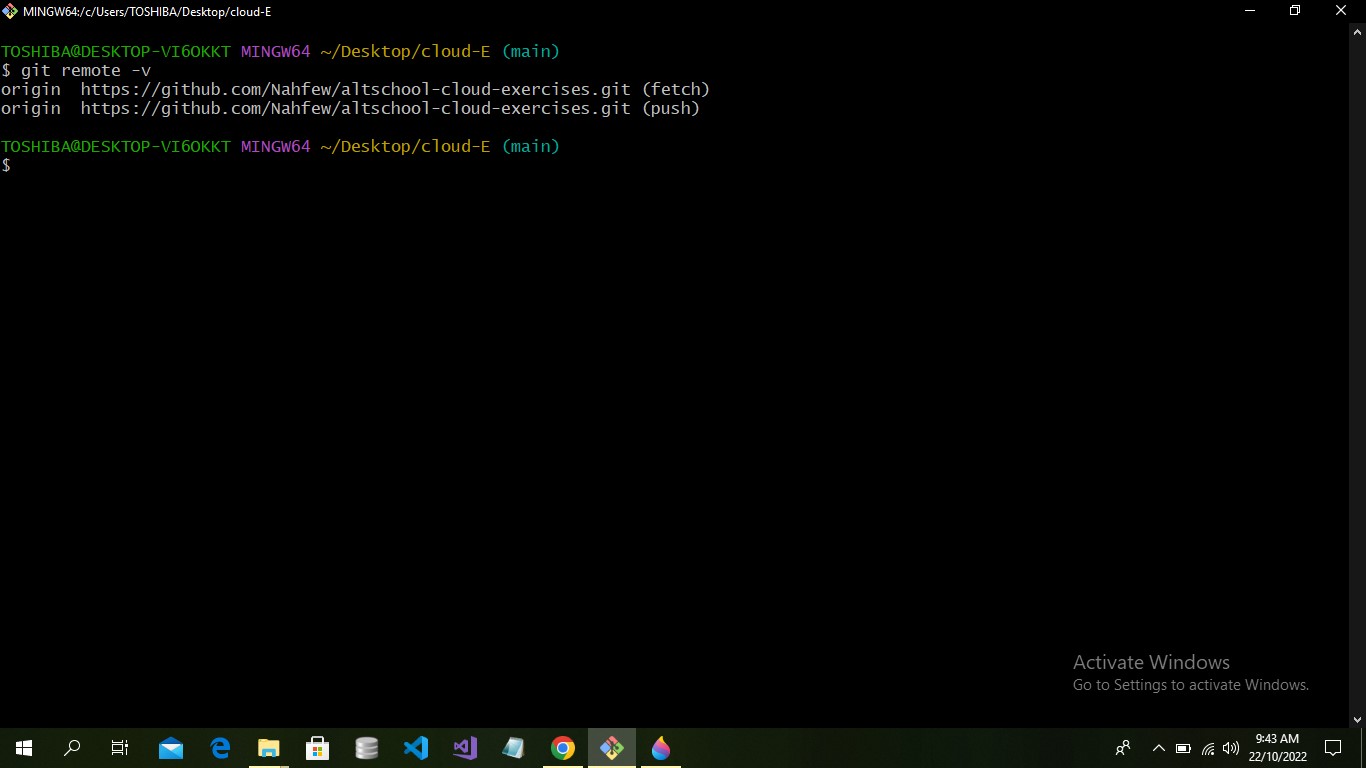 MINGW64:/c/Users/TOSHIBA/Desktop/cloud-E
TOSHIBA@DESKTOP-VI6OKKT MINGW64 ~/Desktop/cloud-E (main)
$ git remote -v
origin  https://github.com/Nahfew/altschool-cloud-exercises.git (fetch)
origin  https://github.com/Nahfew/altschool-cloud-exercises.git (push)
TOSHIBA@DESKTOP-VI6OKKT MINGW64 ~/Desktop/cloud-E (main)
$
Activate Windows
Go to Settings to activate Windows.
9:43 AM
22/10/2022